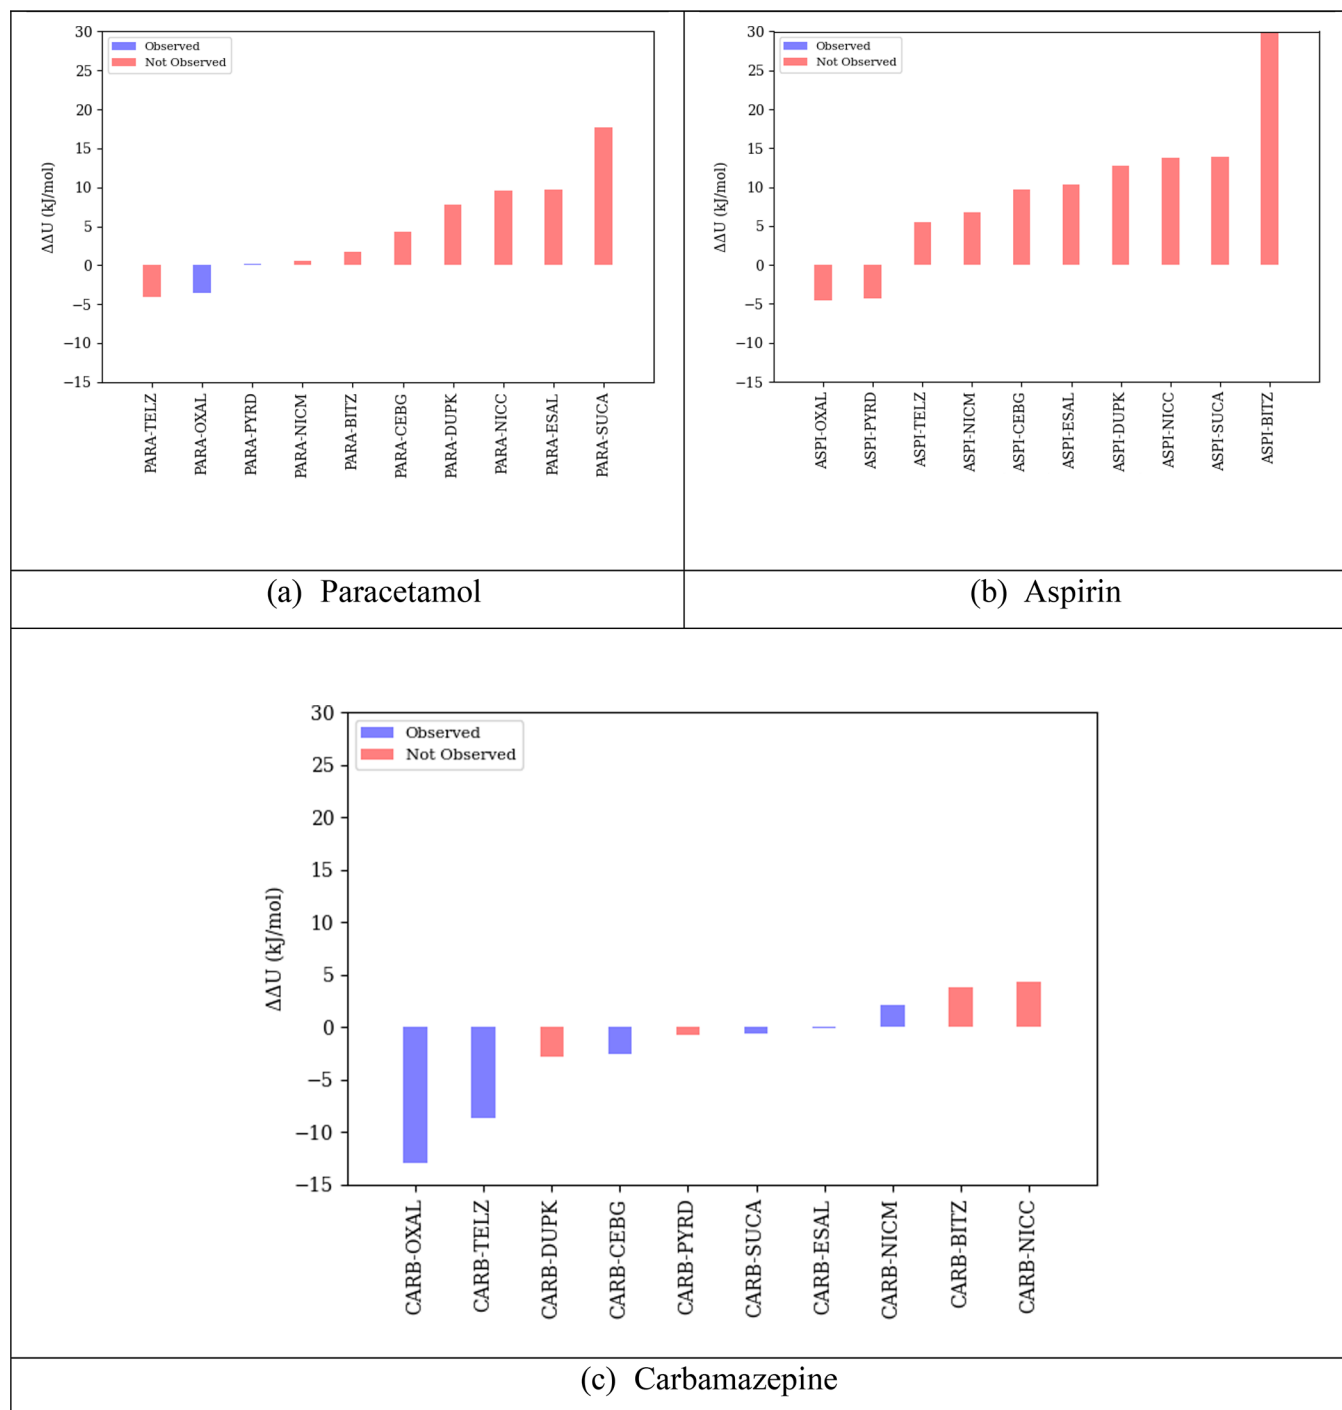 30
25
20
15
10
5
0
−5
−10
−15
ΔΔU (kJ/mol)
Observed
Not Observed
PARA-TELZ
PARA-OXAL
PARA-PYRD
PARA-NICM
PARA-BITZ
PARA-CEBG
PARA-DUPK
PARA-NICC
PARA-ESAL
PARA-SUCA
(a) Paracetamol
30
25
20
15
10
5
0
−5
−10
−15
ΔΔU (kJ/mol)
Observed
Not Observed
ASPI-OXAL
ASPI-PYRD
ASPI-TELZ
ASPI-NICM
ASPI-CEBG
ASPI-ESAL
ASPI-DUPK
ASPI-NICC
ASPI-SUCA
ASPI-BITZ
(b) Aspirin
30
25
20
15
10
5
0
−5
−10
−15
ΔΔU (kJ/mol)
Observed
Not Observed
CARB-OXAL
CARB-TELZ
CARB-DUPK
CARB-CEBG
CARB-PYRD
CARB-SUCA
CARB-ESAL
CARB-NICM
CARB-BITZ
CARB-NICC
(c) Carbamazepine